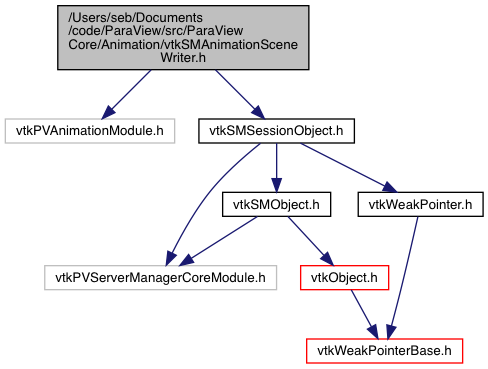 /Users/seb/Documents
/code/ParaView/src/ParaView
Core/Animation/vtkSMAnimationScene
Writer.h
vtkPVAnimationModule.h
vtkSMSessionObject.h
vtkSMObject.h
vtkWeakPointer.h
vtkPVServerManagerCoreModule.h
vtkObject.h
vtkWeakPointerBase.h